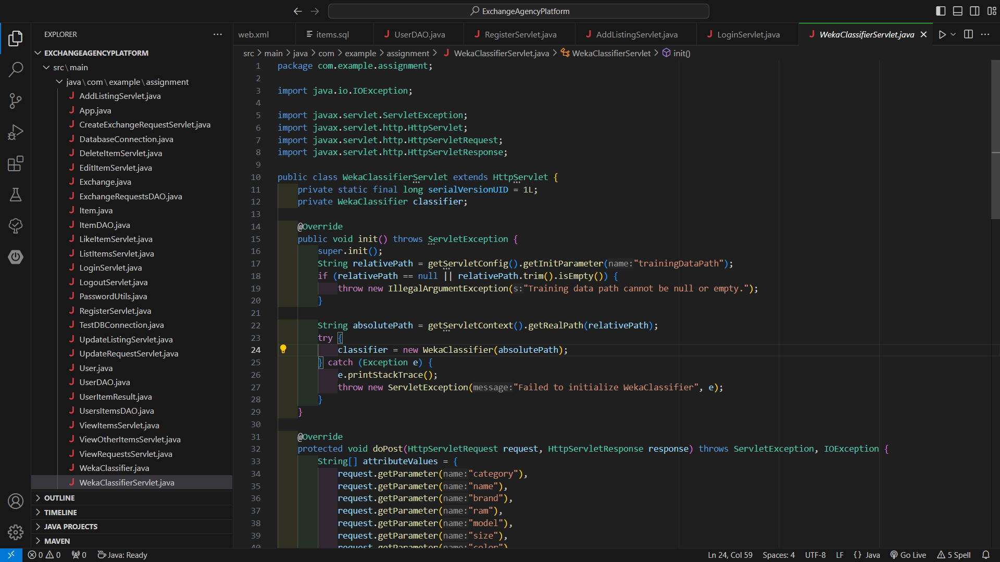 ExchangeAgencyPlatform
EXPLORER
web.xml
items.sql
UserDAO.java
RegisterServlet.java
AddListingServlet.java
LoginServlet.java
WekaClassifierServlet.java
src > main > java > com > example > assignment > WekaClassifierServlet.java > WekaClassifierServlet > init()
EXCHANGEAGENCYPLATFORM
src\main
java\com\example\assignment
AddListingServlet.java
App.java
CreateExchangeRequestServlet.java
DatabaseConnection.java
DeleteItemServlet.java
EditItemServlet.java
Exchange.java
ExchangeRequestsDAO.java
Item.java
ItemDAO.java
LikeItemServlet.java
ListItemsServlet.java
LoginServlet.java
LogoutServlet.java
PasswordUtils.java
RegisterServlet.java
TestDBConnection.java
UpdateListingServlet.java
UpdateRequestServlet.java
User.java
UserDAO.java
UserItemResult.java
UsersItemsDAO.java
ViewItemsServlet.java
ViewOtherItemsServlet.java
ViewRequestsServlet.java
WekaClassifier.java
WekaClassifierServlet.java
OUTLINE
TIMELINE
JAVA PROJECTS
MAVEN
1 package com.example.assignment;
2
3 import java.io.IOException;
4
5 import javax.servlet.ServletException;
6 import javax.servlet.http.HttpServlet;
7 import javax.servlet.http.HttpServletRequest;
8 import javax.servlet.http.HttpServletResponse;
9
10 public class WekaClassifierServlet extends HttpServlet {
11 private static final long serialVersionUID = 1L;
12 private WekaClassifier classifier;
13
14 @Override
15 public void init() throws ServletException {
16 super.init();
17 String relativePath = getServletConfig().getInitParameter(name:"trainingDataPath");
18 if (relativePath == null || relativePath.trim().isEmpty()) {
19 throw new IllegalArgumentException(s:"Training data path cannot be null or empty.");
20 }
21
22 String absolutePath = getServletContext().getRealPath(relativePath);
23 try {
24 classifier = new WekaClassifier(absolutePath);
25 } catch (Exception e) {
26 e.printStackTrace();
27 throw new ServletException(message:"Failed to initialize WekaClassifier", e);
28 }
29 }
30
31 @Override
32 protected void doPost(HttpServletRequest request, HttpServletResponse response) throws ServletException, IOException {
33 String[] attributeValues = {
34 request.getParameter(name:"category"),
35 request.getParameter(name:"name"),
36 request.getParameter(name:"brand"),
37 request.getParameter(name:"ram"),
38 request.getParameter(name:"model"),
39 request.getParameter(name:"size"),
40 request.getParameter(name:"color")
0 0
0
Java: Ready
Ln 24, Col 59
Spaces: 4
UTF-8
LF
{} Java
Go Live
5 Spell